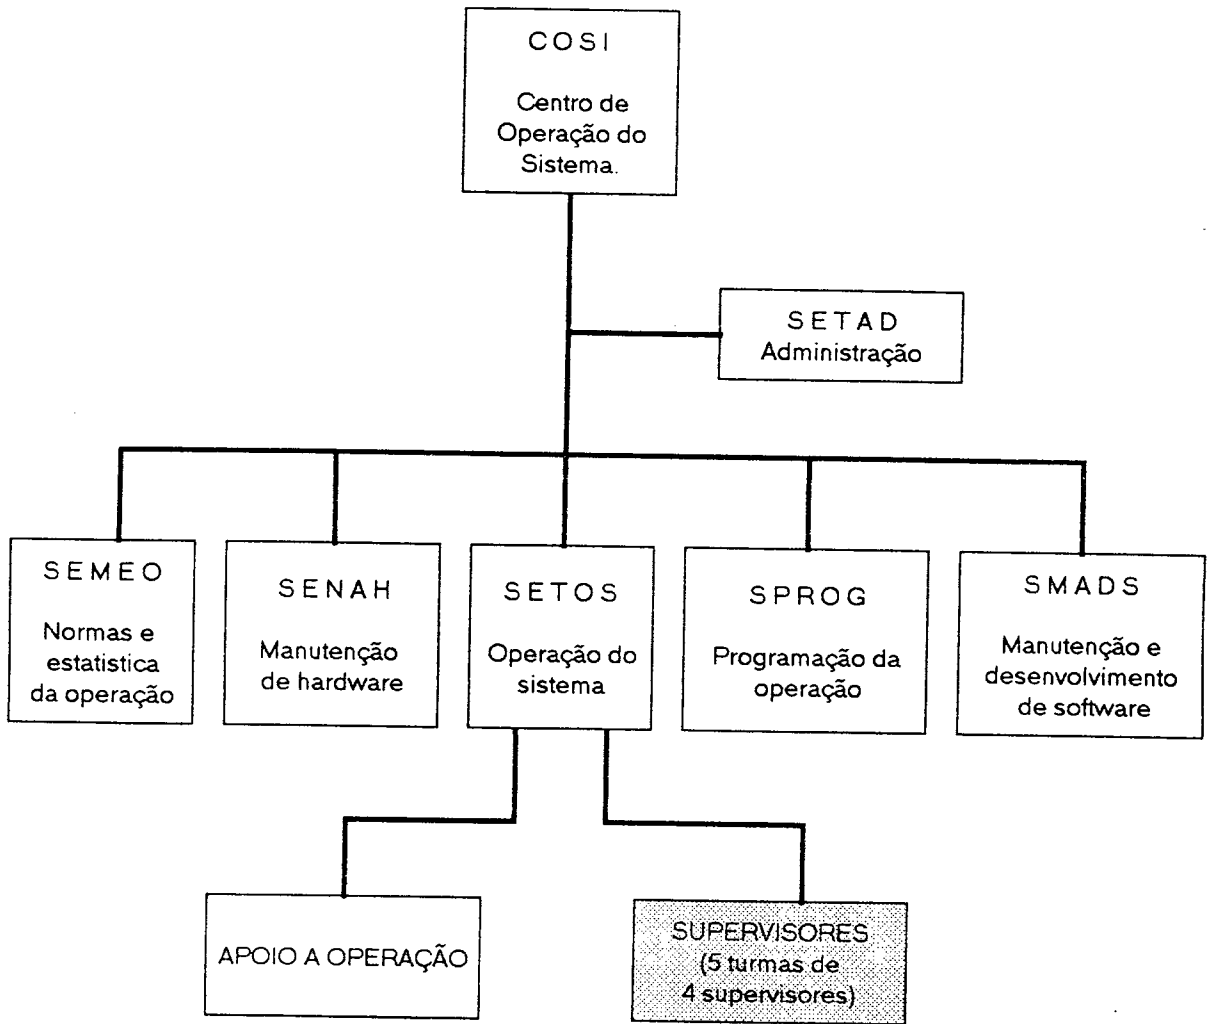 COSI
Centro de
Operação do
Sistema.
SETAD
Administração
SEMEO
Normas e
estatistica
da operação
SENAH
Manutenção
de hardware
SETOS
Operação do
sistema
SPROG
Programação da
operação
SMADS
Manutenção e
desenvolvimento
de software
APOIO A OPERAÇÃO
SUPERVISORES
(5 turmas de
4 supervisores)